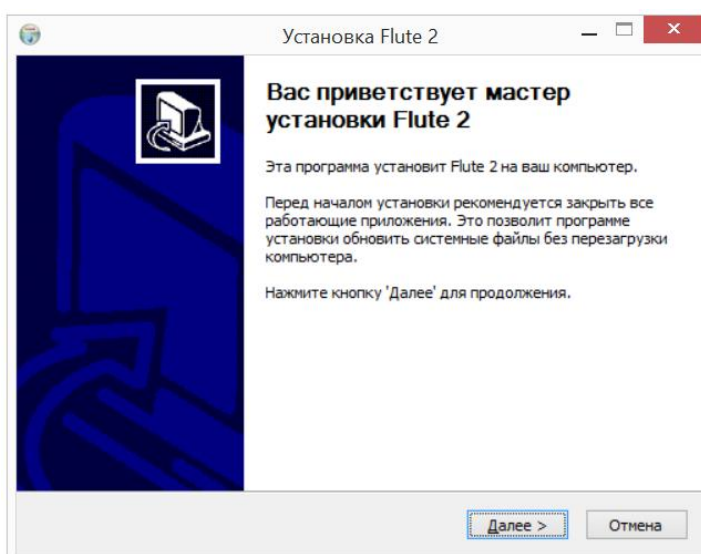 Установка Flute 2
Вас приветствует мастер
установки Flute 2
Эта программа установит Flute 2 на ваш компьютер.
Перед началом установки рекомендуется закрыть все
работающие приложения. Это позволит программе
установки обновить системные файлы без перезагрузки
компьютера.
Нажмите кнопку 'Далее' для продолжения.
Далее > Отмена